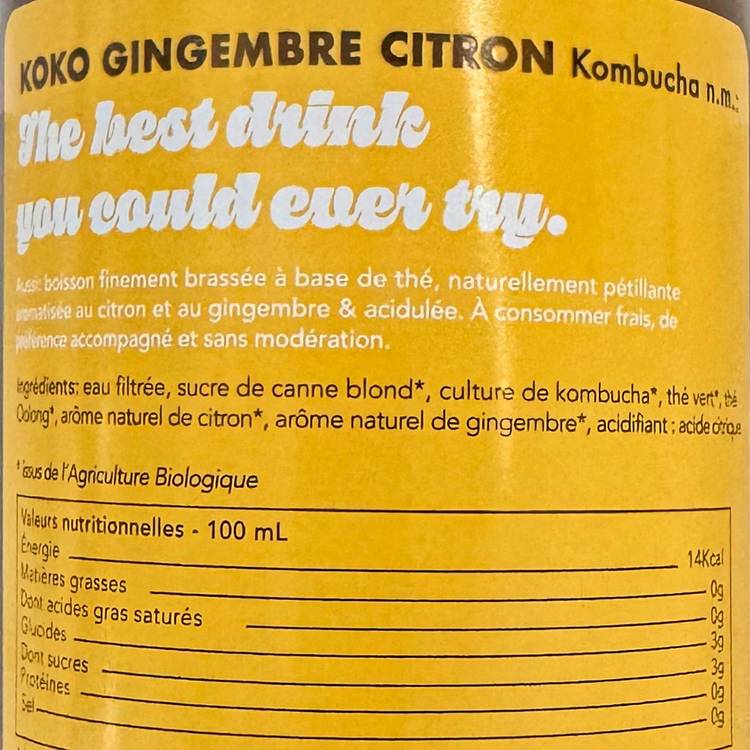 KOKO GINGEMBRE CITRON Kombucha n.m.:
The best drink
you could ever try.
boisson finement brassée à base de thé, naturellement pétillante
aromatisée au citron et au gingembre & acidulée. À consommer frais, de
préférence accompagné et sans modération.
Ingrédients: eau filtrée, sucre de canne blond*, culture de kombucha*, thé vert*, thé
Oolong*, arôme naturel de citron*, arôme naturel de gingembre*, acidifiant : acide citrique
*issus de l'Agriculture Biologique
Valeurs nutritionnelles - 100 mL
Énergie 14Kcal
Matières grasses 0g
Dont acides gras saturés 0g
Glucides 3g
Dont sucres 3g
Protéines 0g
Sel 0g